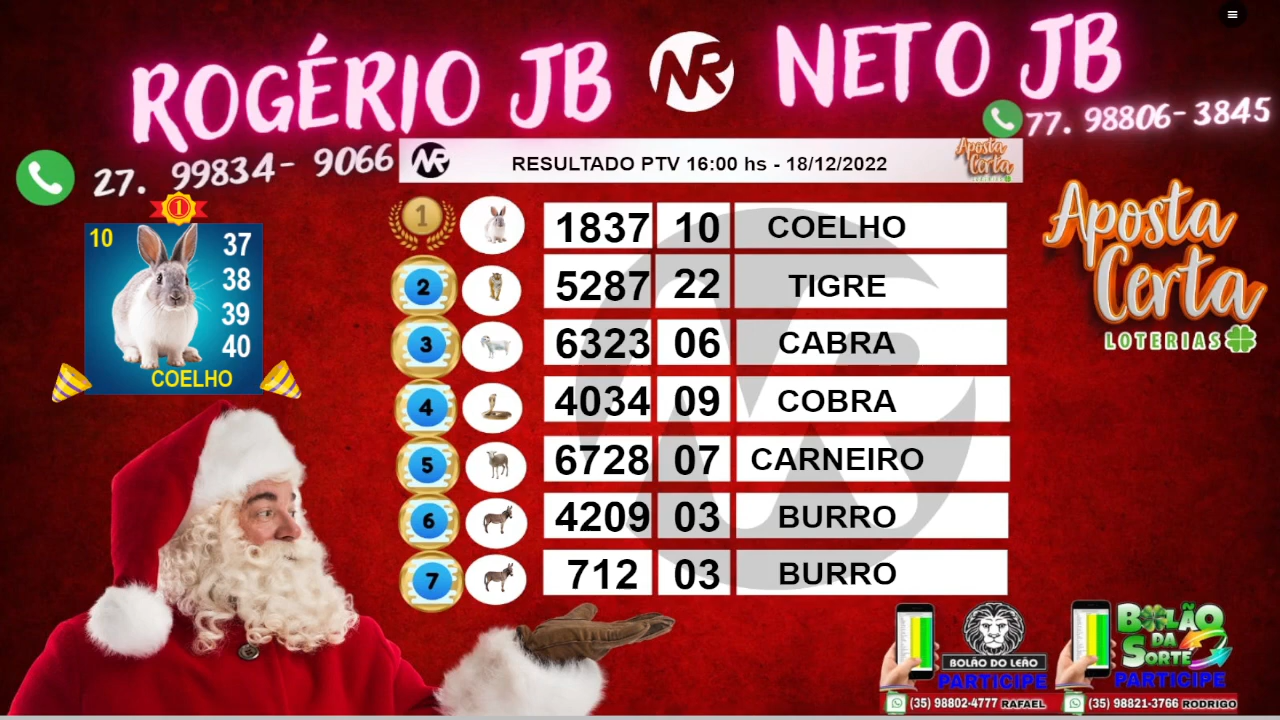 ROGÉRIO JB NR NETO JB
27. 99834-9066
77. 98806-3845
NR RESULTADO PTV 16:00 hs - 18/12/2022 Aposta Certa
Aposta
Certa
LOTERIAS
1
10
37
38
39
40
COELHO
1 1837 10 COELHO
2 5287 22 TIGRE
3 6323 06 CABRA
4 4034 09 COBRA
5 6728 07 CARNEIRO
6 4209 03 BURRO
7 712 03 BURRO
BOLÃO DO LEÃO
PARTICIPE
(35) 98802-4777 RAFAEL
BOLÃO
DA
SORTE
PARTICIPE
(35) 98821-3766 RODRIGO